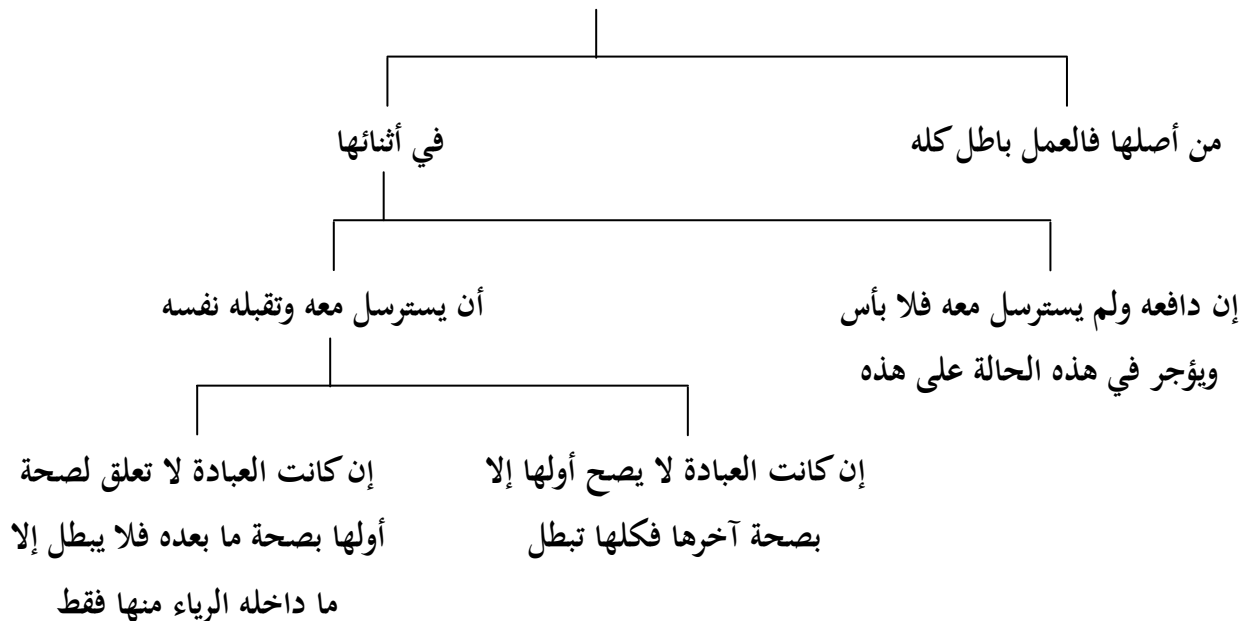 من أصلها فالعمل باطل كله
في أثنائها
إن دافعه ولم يسترسل معه فلا بأس
ويؤجر في هذه الحالة على هذه
أن يسترسل معه وتقبله نفسه
إن كانت العبادة لا يصح أولها إلا
بصحة آخرها فكلها تبطل
إن كانت العبادة لا تعلق لصحة
أولها بصحة ما بعده فلا يبطل إلا
ما داخله الرياء منها فقط